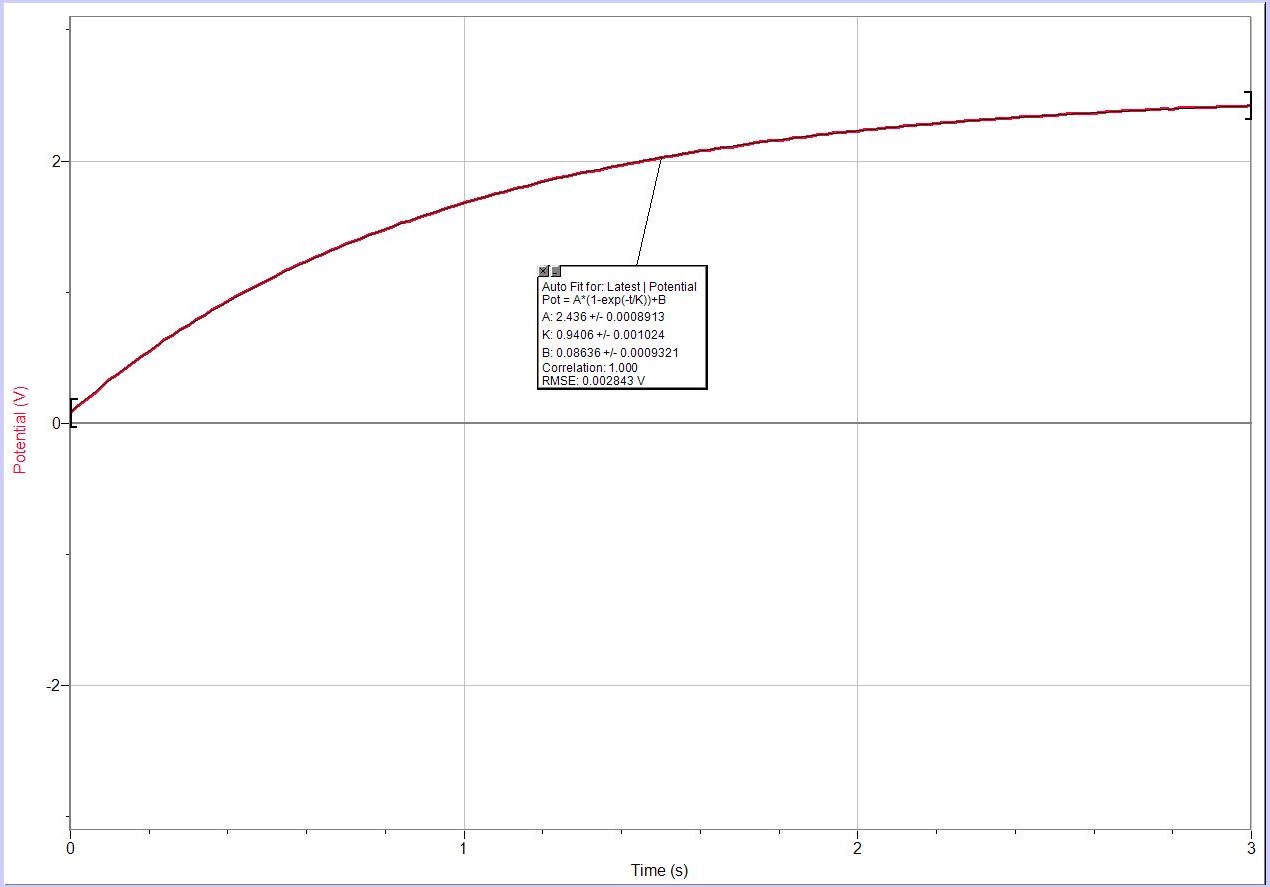 2
0
-2
Potential (V)
Auto Fit for: Latest | Potential
Pot = A*(1-exp(-t/K))+B
A: 2.436 +/- 0.0008913
K: 0.9406 +/- 0.001024
B: 0.08636 +/- 0.0009321
Correlation: 1.000
RMSE: 0.002843 V
0
1
2
3
Time (s)